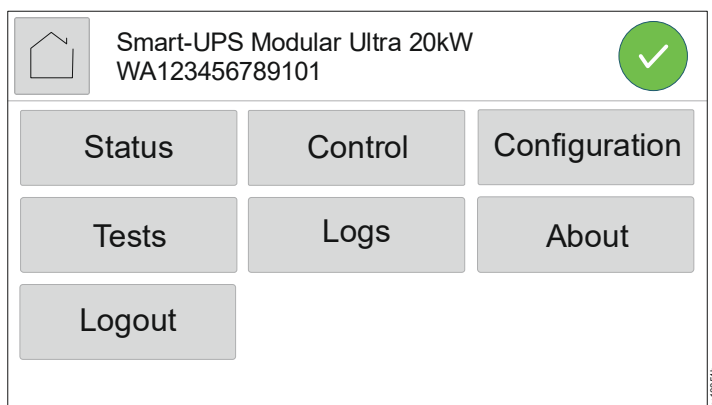 Smart-UPS Modular Ultra 20kW
WA123456789101
Status
Control
Configuration
Tests
Logs
About
Logout